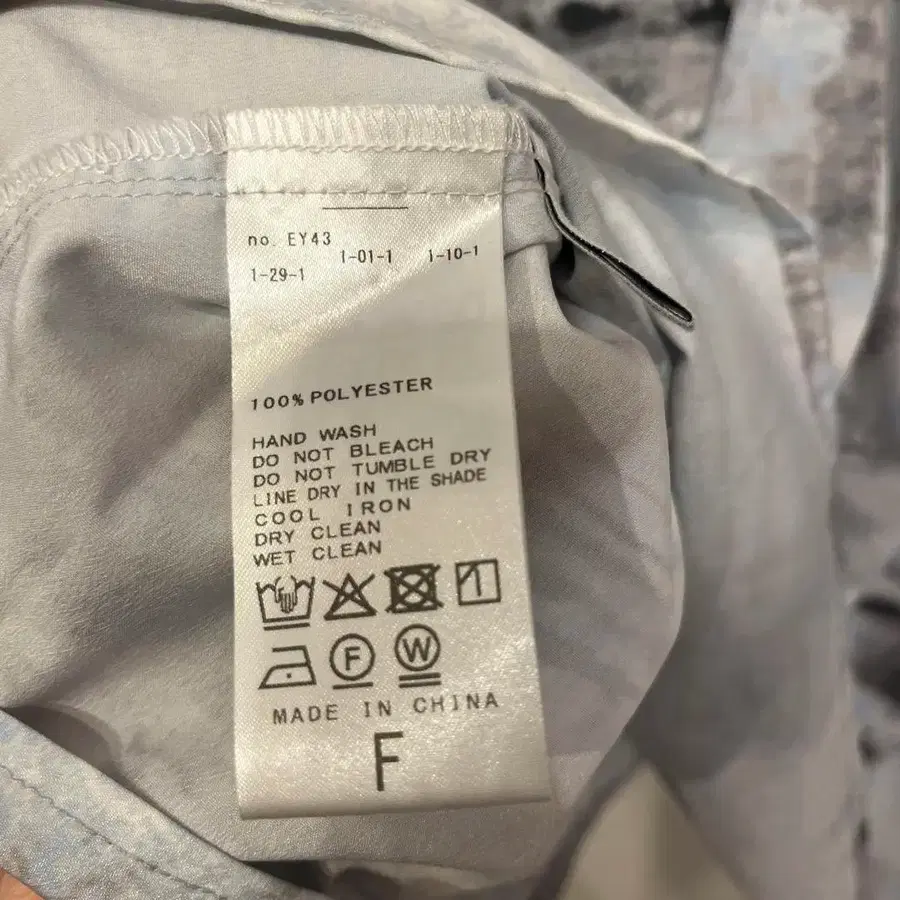 no. EY43
1-29-1 1-01-1 1-10-1
100% POLYESTER
HAND WASH
DO NOT BLEACH
DO NOT TUMBLE DRY
LINE DRY IN THE SHADE
COOL IRON
DRY CLEAN
WET CLEAN
F W
MADE IN CHINA
F